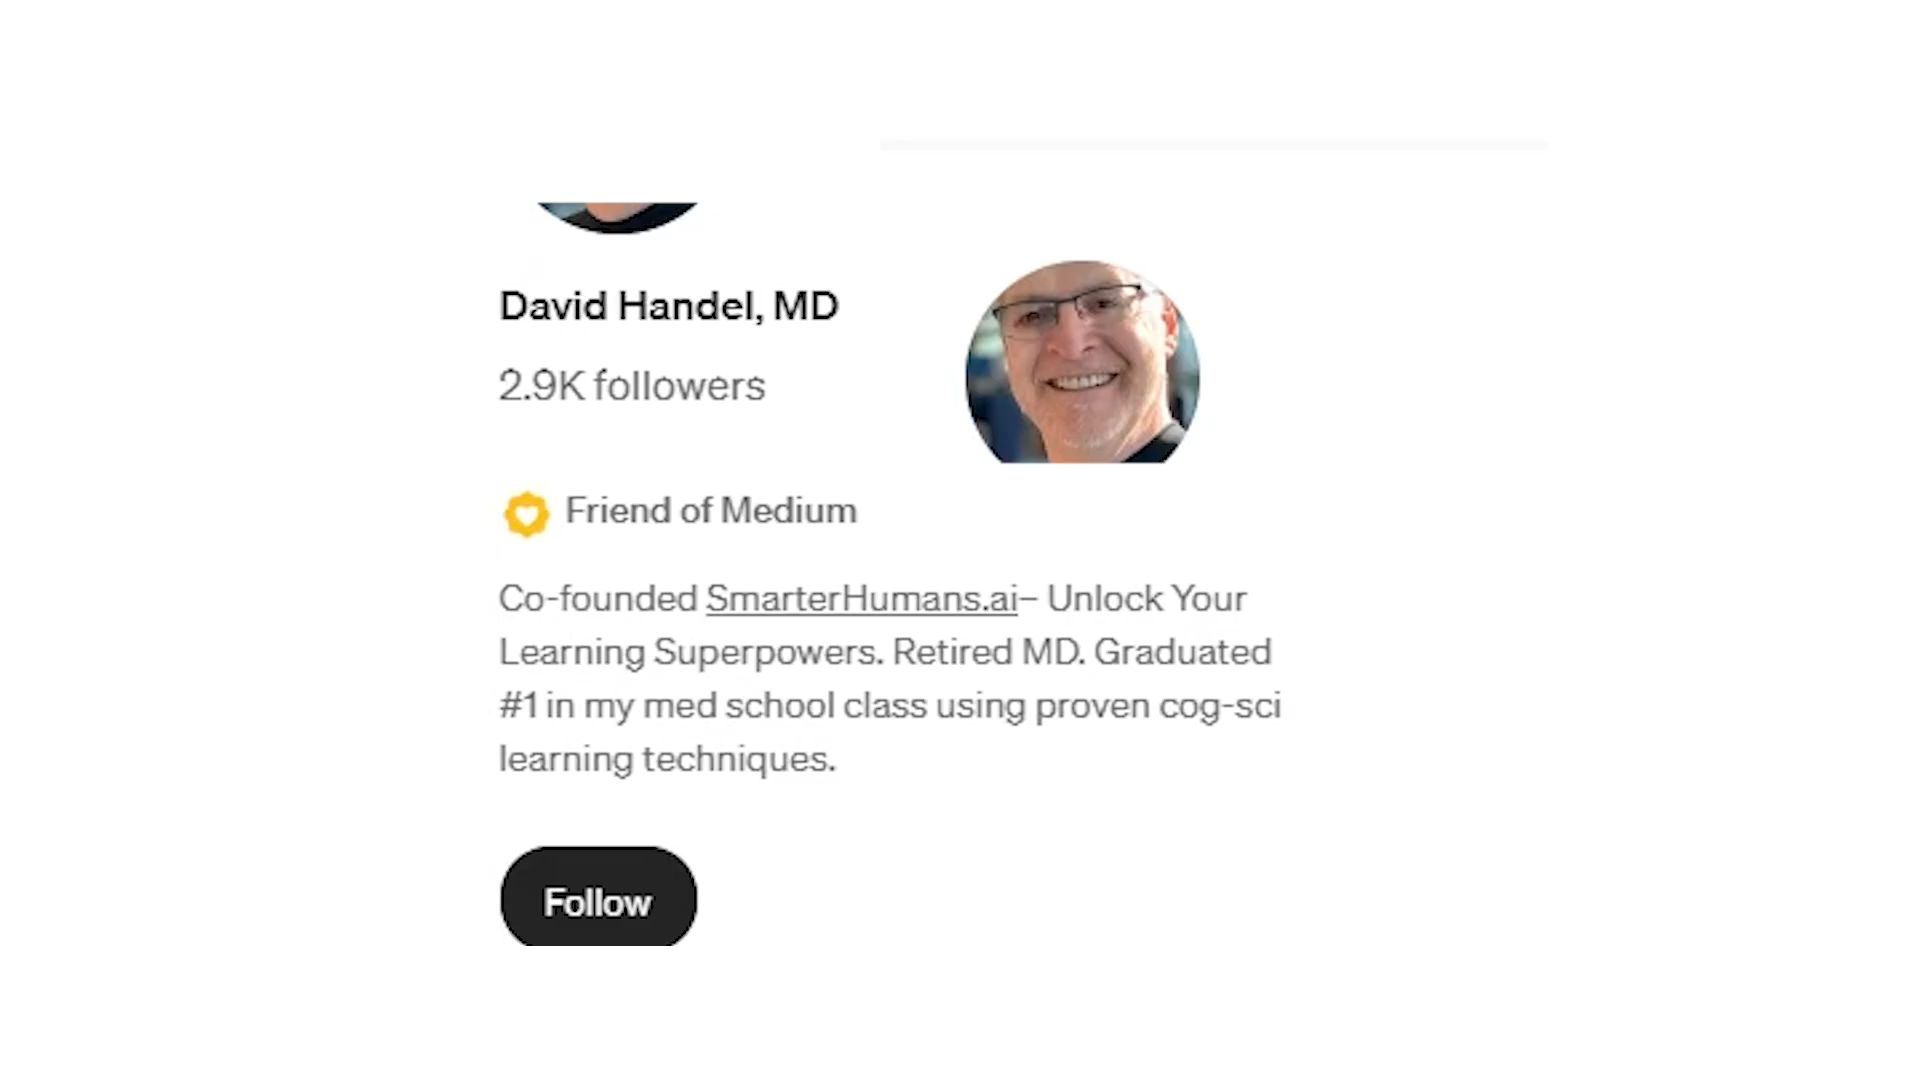 David Handel, MD
2.9K followers
Friend of Medium
Co-founded SmarterHumans.ai– Unlock Your
Learning Superpowers. Retired MD. Graduated
#1 in my med school class using proven cog-sci
learning techniques.
Follow